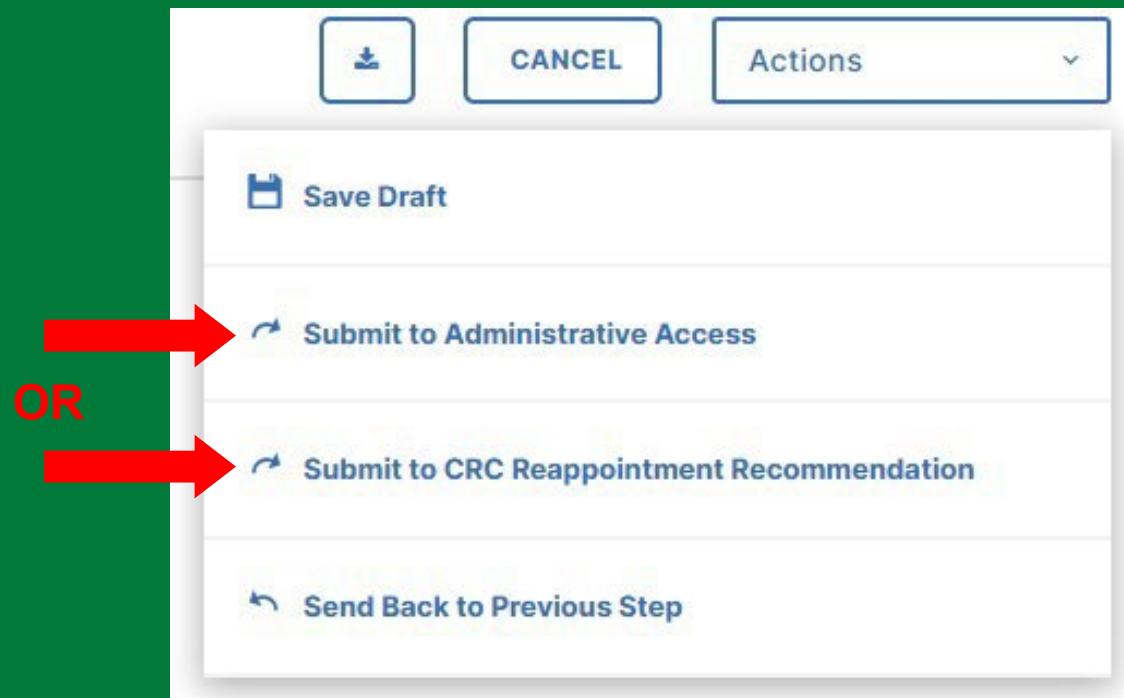 CANCEL
Actions
Save Draft
Submit to Administrative Access
OR
Submit to CRC Reappointment Recommendation
Send Back to Previous Step